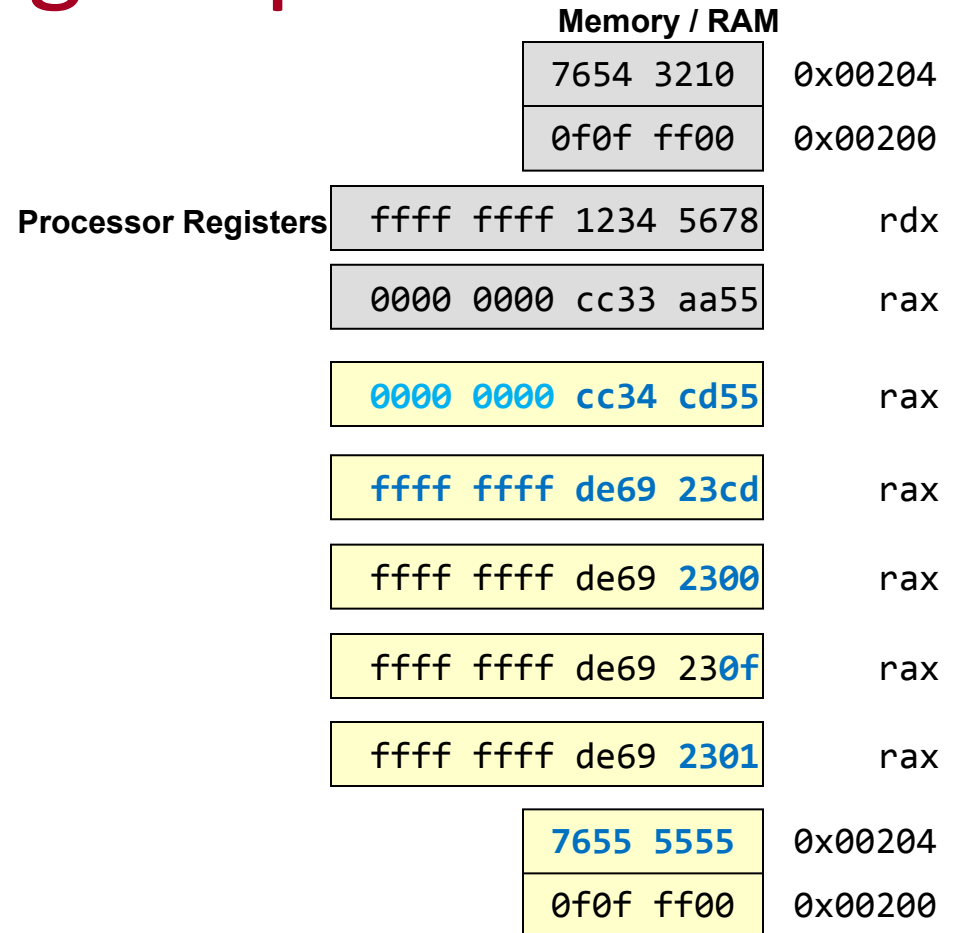 Memory / RAM
7654 3210 0x00204
0f0f ff00 0x00200
Processor Registers ffff ffff 1234 5678 rdx
0000 0000 cc33 aa55 rax
0000 0000 cc34 cd55 rax
ffff ffff de69 23cd rax
ffff ffff de69 2300 rax
ffff ffff de69 230f rax
ffff ffff de69 2301 rax
7655 5555 0x00204
0f0f ff00 0x00200